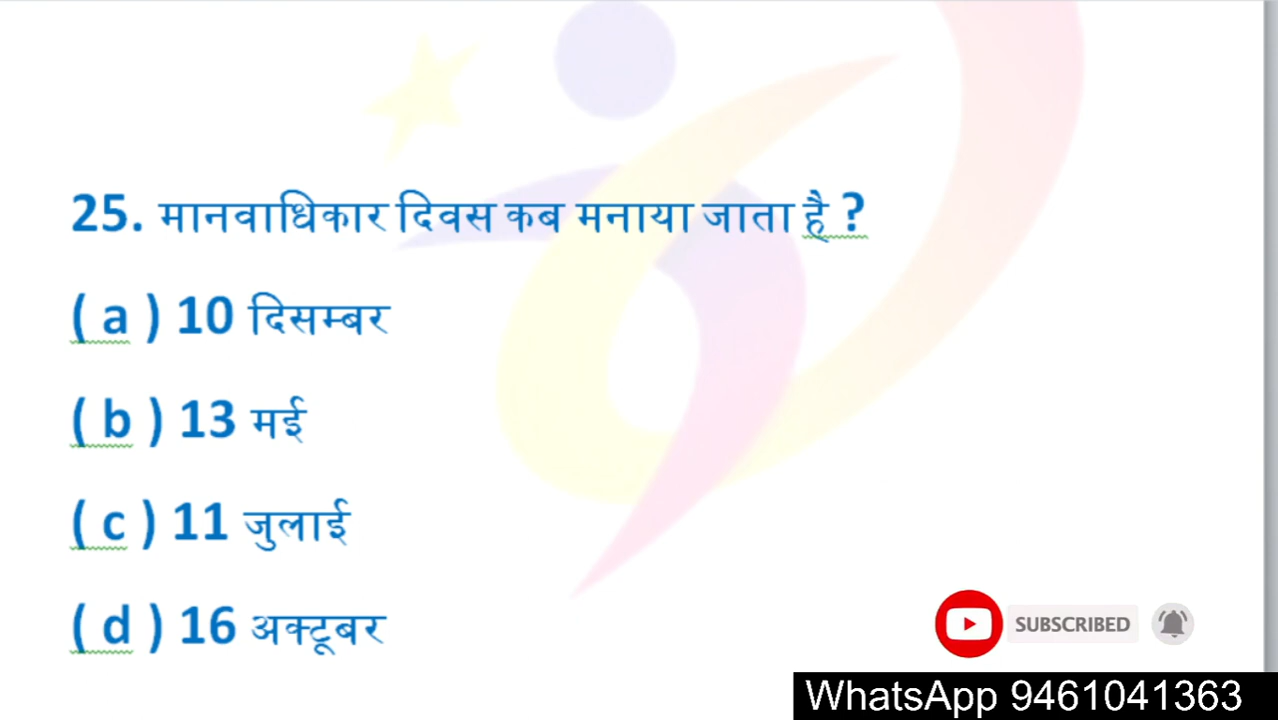 25. मानवाधिकार दिवस कब मनाया जाता है ?
( a ) 10 दिसम्बर
( b ) 13 मई
( c ) 11 जुलाई
( d ) 16 अक्टूबर
SUBSCRIBED
WhatsApp 9461041363